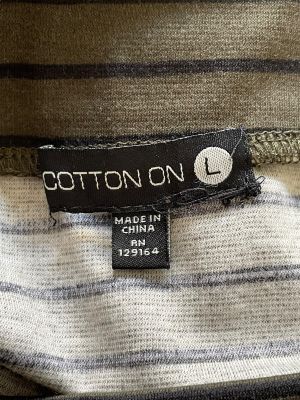 COTTON ON L
MADE IN
CHINA
RN
129164